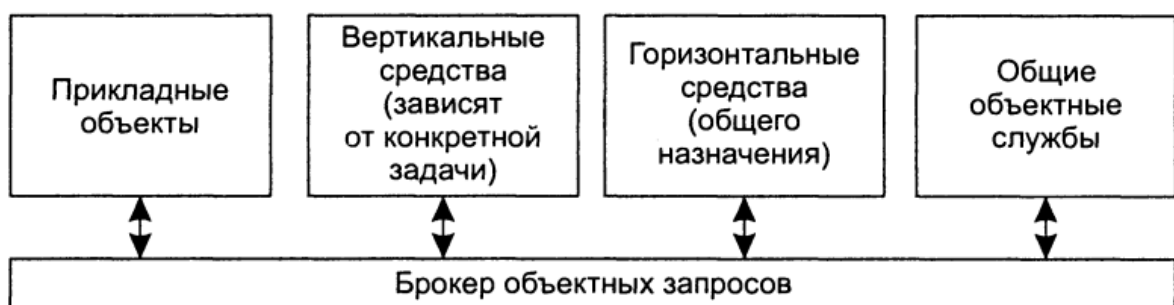 Прикладные
объекты
Вертикальные
средства
(зависят
от конкретной
задачи)
Горизонтальные
средства
(общего
назначения)
Общие
объектные
службы
Брокер объектных запросов